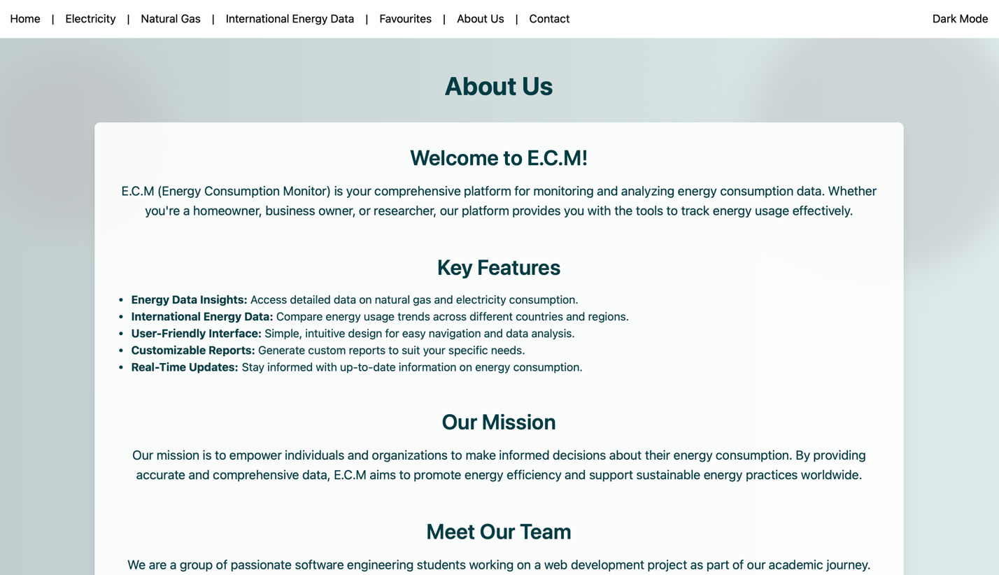 Home | Electricity | Natural Gas | International Energy Data | Favourites | About Us | Contact Dark Mode
About Us
Welcome to E.C.M!
E.C.M (Energy Consumption Monitor) is your comprehensive platform for monitoring and analyzing energy consumption data. Whether
you're a homeowner, business owner, or researcher, our platform provides you with the tools to track energy usage effectively.
Key Features
• Energy Data Insights: Access detailed data on natural gas and electricity consumption.
• International Energy Data: Compare energy usage trends across different countries and regions.
• User-Friendly Interface: Simple, intuitive design for easy navigation and data analysis.
• Customizable Reports: Generate custom reports to suit your specific needs.
• Real-Time Updates: Stay informed with up-to-date information on energy consumption.
Our Mission
Our mission is to empower individuals and organizations to make informed decisions about their energy consumption. By providing
accurate and comprehensive data, E.C.M aims to promote energy efficiency and support sustainable energy practices worldwide.
Meet Our Team
We are a group of passionate software engineering students working on a web development project as part of our academic journey.